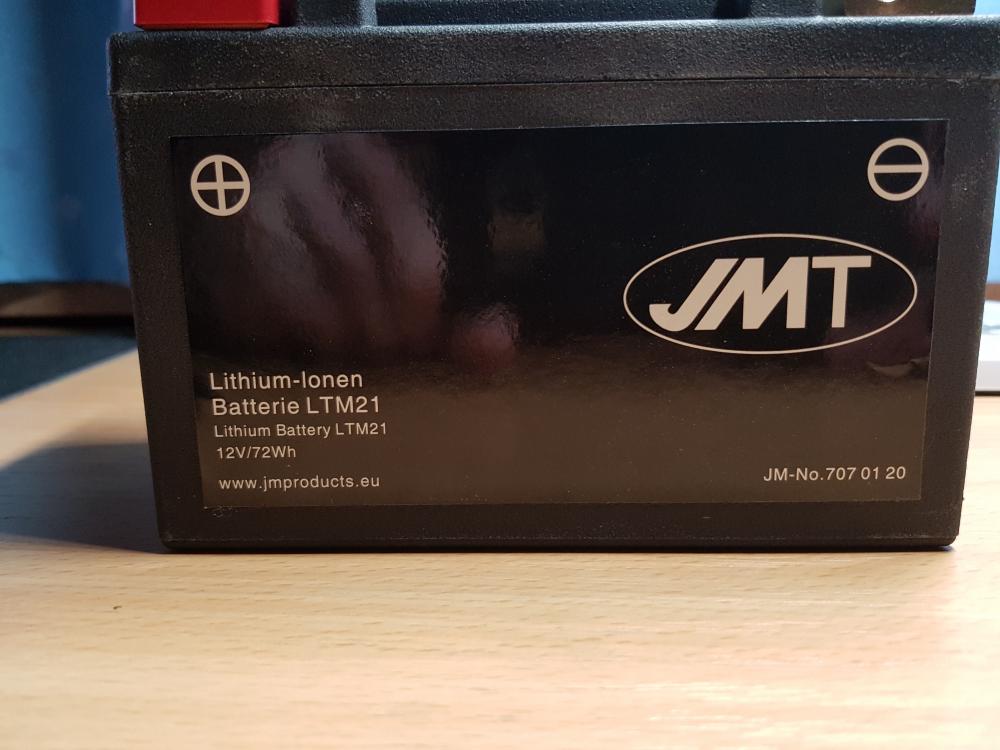 JMT
Lithium-Ionen
Batterie LTM21
Lithium Battery LTM21
12V/72Wh
www.jmproducts.eu
JM-No.707 01 20